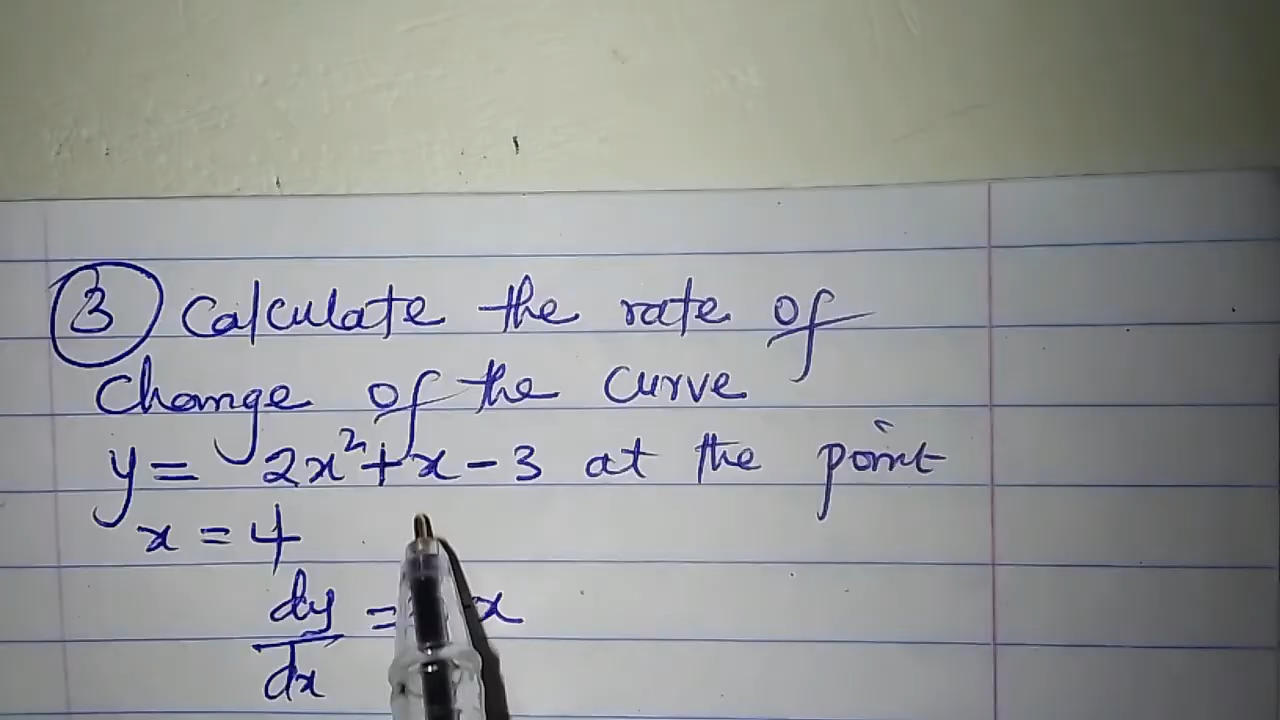 3 Calculate the rate of
change of the curve
y = 2x² + x - 3 at the point
x = 4
dy/dx = x